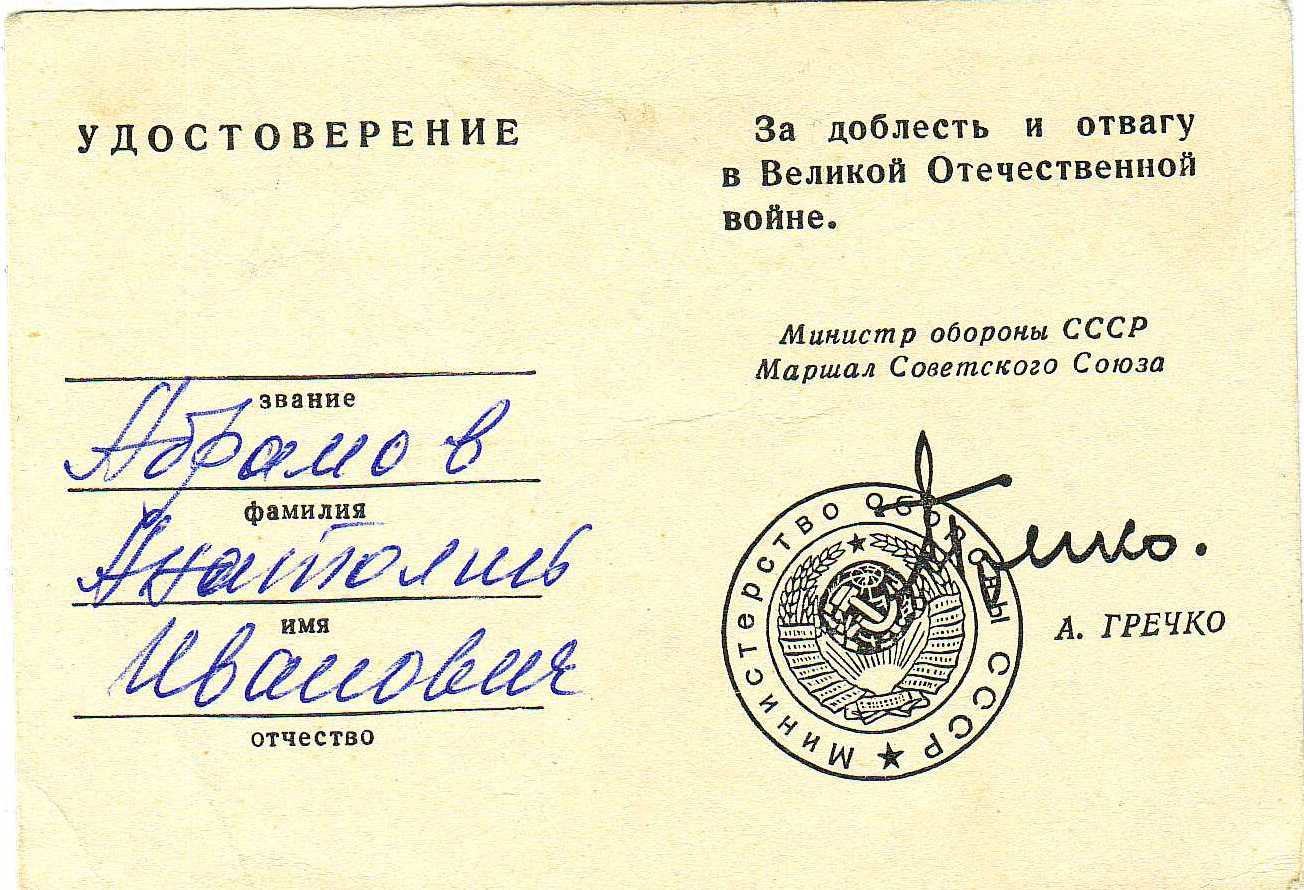 УДОСТОВЕРЕНИЕ
звание
Абрамов
фамилия
Анатолий
имя
Иванович
отчество
За доблесть и отвагу
в Великой Отечественной
войне.
Министр обороны СССР
Маршал Советского Союза
Министерство обороны СССР
А. ГРЕЧКО